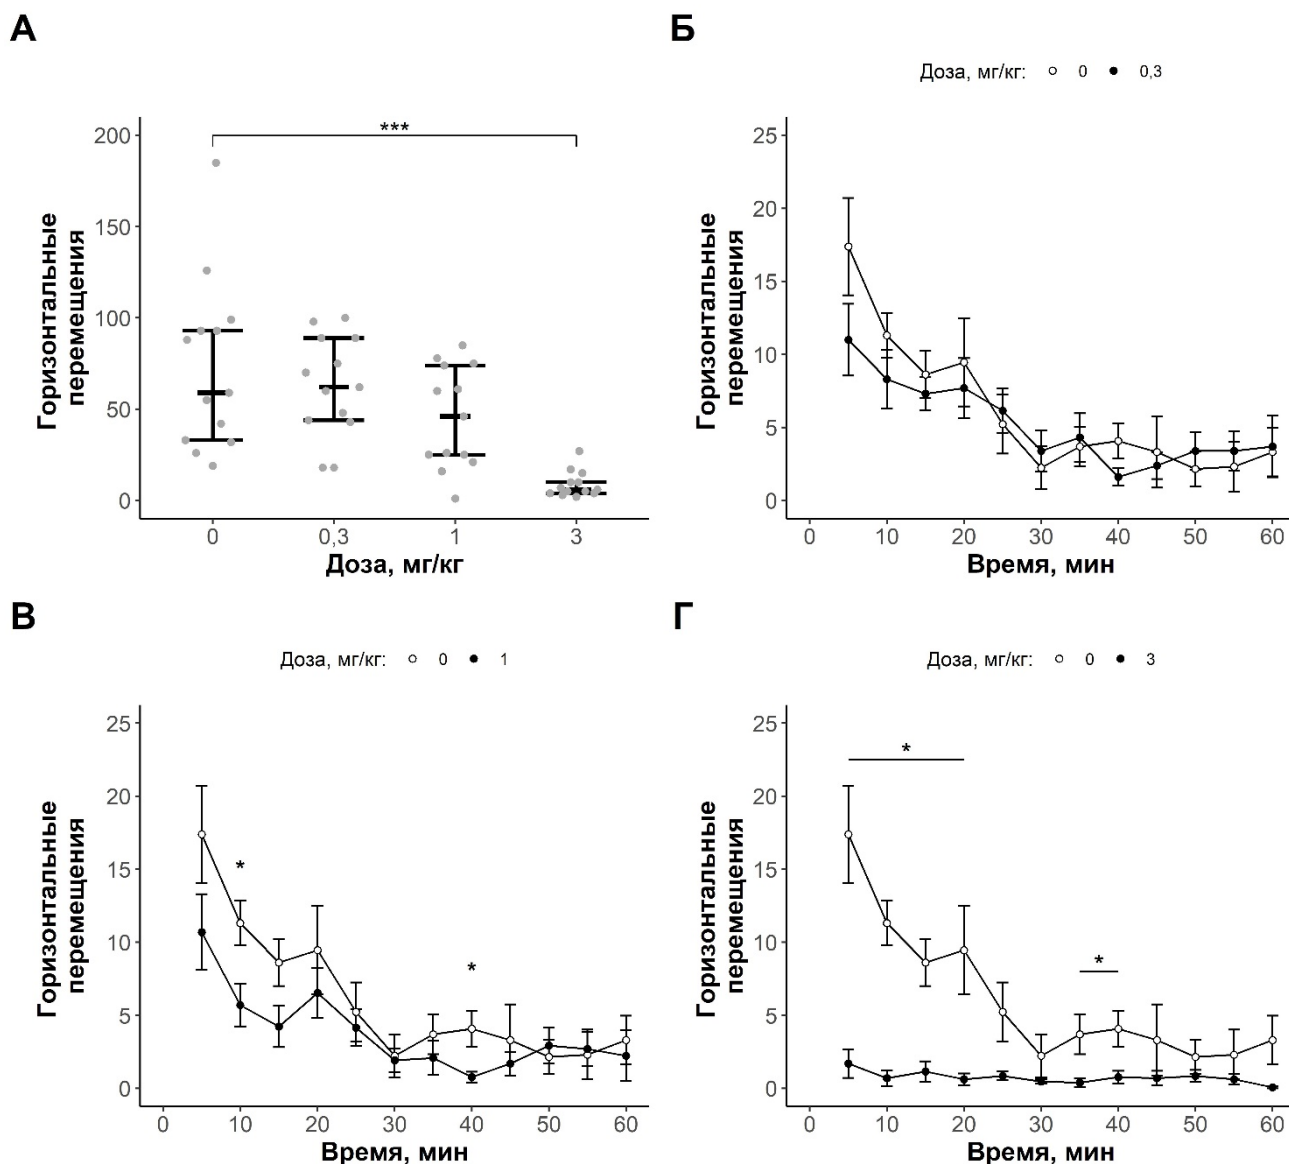 А
***
200
150
100
50
0
Горизонтальные
перемещения
0 0,3 1 3
Доза, мг/кг
Б
Доза, мг/кг: 0 0,3
25
20
15
10
5
0
Горизонтальные
перемещения
0 10 20 30 40 50 60
Время, мин
В
Доза, мг/кг: 0 1
25
20
15
10
5
0
Горизонтальные
перемещения
*
*
0 10 20 30 40 50 60
Время, мин
Г
Доза, мг/кг: 0 3
25
20
15
10
5
0
Горизонтальные
перемещения
*
*
0 10 20 30 40 50 60
Время, мин